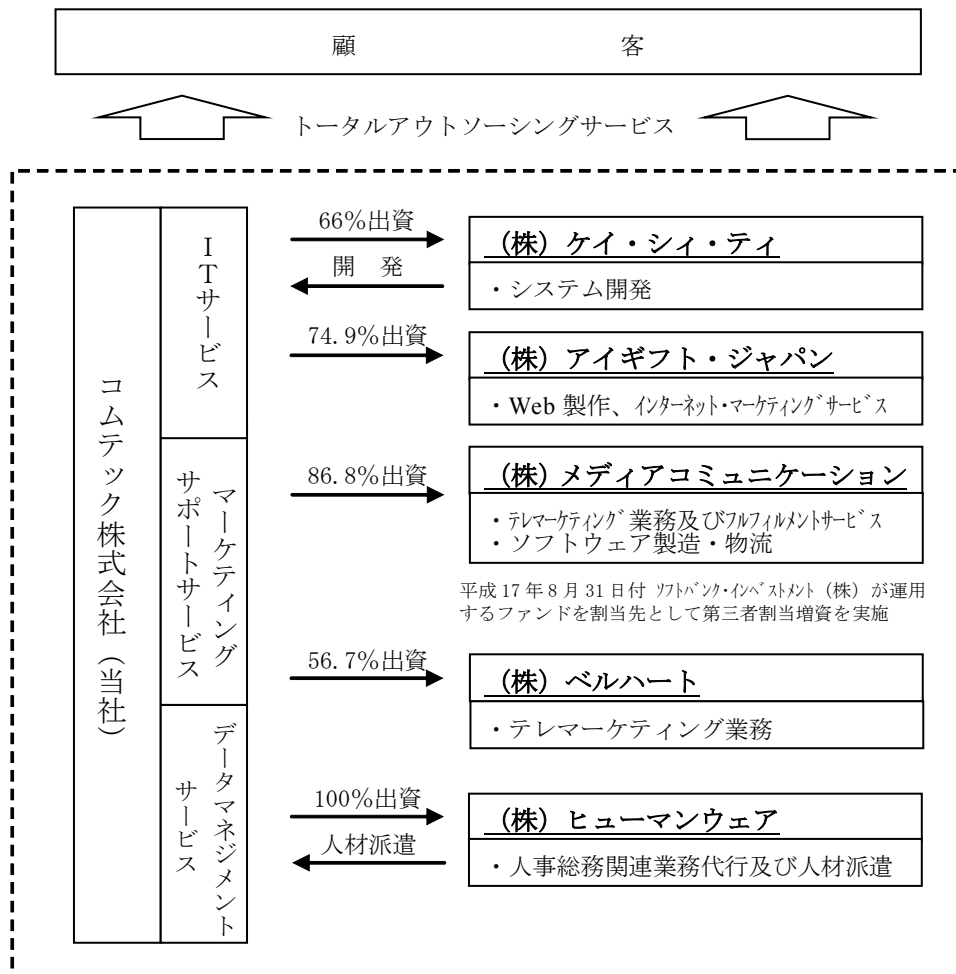 顧　客
トータルアウトソーシングサービス
コムテック株式会社（当社）
ITサービス
マーケティング
サポートサービス
データマネジメント
サービス
66％出資
開　発
（株）ケイ・シィ・ティ
・システム開発
74.9％出資
（株）アイギフト・ジャパン
・Web 製作、ｲﾝﾀｰﾈｯﾄ・ﾏｰｹﾃｨﾝｸﾞｻｰﾋﾞｽ
86.8％出資
（株）メディアコミュニケーション
・ﾃﾚﾏｰｹﾃｨﾝｸﾞ業務及びﾌﾙﾌｨﾙﾒﾝﾄｻｰﾋﾞｽ
・ソフトウェア製造・物流
平成 17 年 8 月 31 日付 ｿﾌﾄﾊﾞﾝｸ・ｲﾝﾍﾞｽﾄﾒﾝﾄ（株）が運用
するファンドを割当先として第三者割当増資を実施
56.7％出資
（株）ベルハート
・テレマーケティング業務
100％出資
人材派遣
（株）ヒューマンウェア
・人事総務関連業務代行及び人材派遣